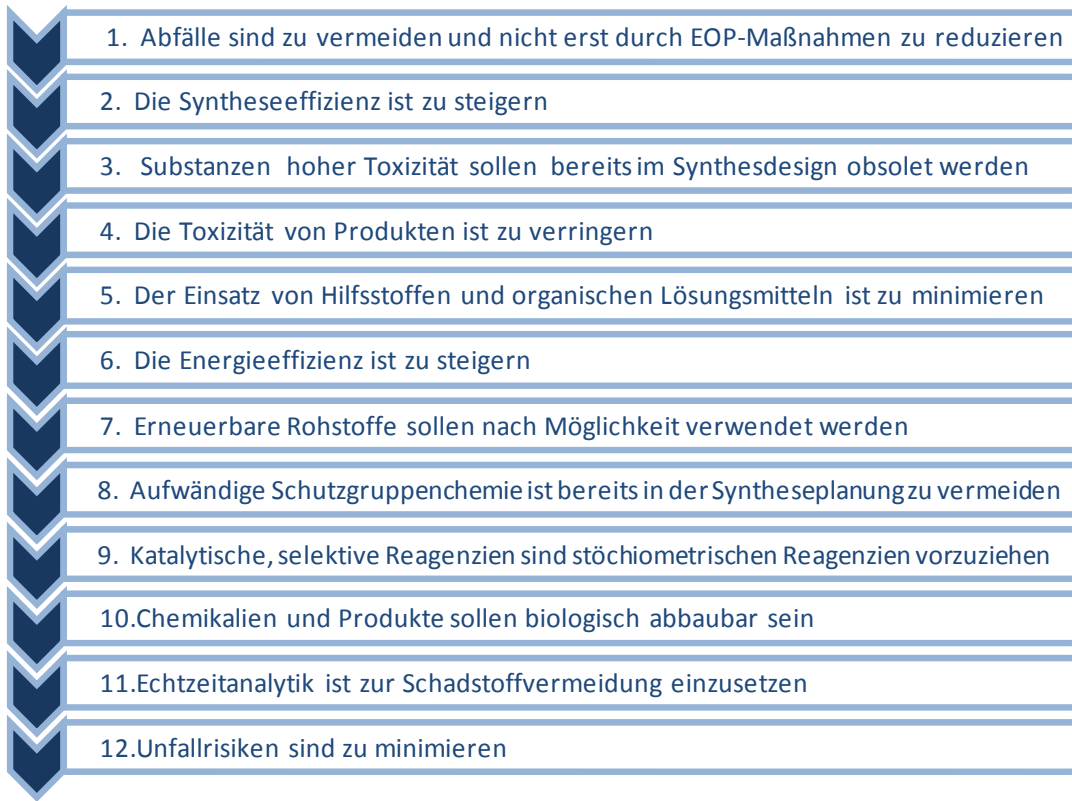 1. Abfälle sind zu vermeiden und nicht erst durch EOP-Maßnahmen zu reduzieren
2. Die Syntheseeffizienz ist zu steigern
3. Substanzen hoher Toxizität sollen bereits im Synthesdesign obsolet werden
4. Die Toxizität von Produkten ist zu verringern
5. Der Einsatz von Hilfsstoffen und organischen Lösungsmitteln ist zu minimieren
6. Die Energieeffizienz ist zu steigern
7. Erneuerbare Rohstoffe sollen nach Möglichkeit verwendet werden
8. Aufwändige Schutzgruppenchemie ist bereits in der Syntheseplanung zu vermeiden
9. Katalytische, selektive Reagenzien sind stöchiometrischen Reagenzien vorzuziehen
10.Chemikalien und Produkte sollen biologisch abbaubar sein
11.Echtzeitanalytik ist zur Schadstoffvermeidung einzusetzen
12.Unfallrisiken sind zu minimieren